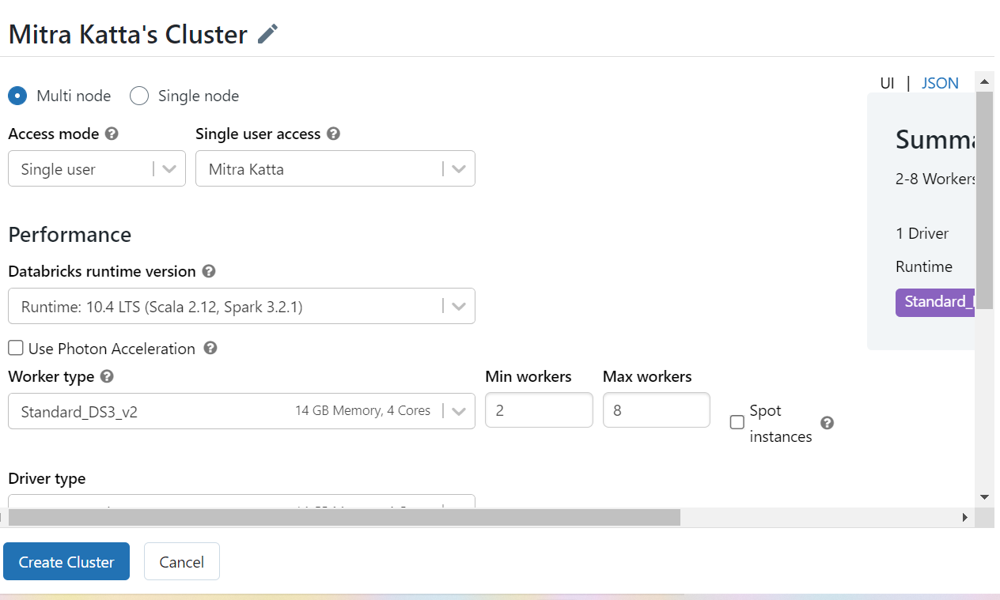 Mitra Katta's Cluster
Multi node Single node
UI | JSON
Access mode Single user access
Single user Mitra Katta
Performance
Databricks runtime version
Runtime: 10.4 LTS (Scala 2.12, Spark 3.2.1)
Use Photon Acceleration
Worker type Min workers Max workers
Standard_DS3_v2 14 GB Memory, 4 Cores 2 8
Spot
instances
Driver type
Summa
2-8 Workers
1 Driver
Runtime
Standard_
Create Cluster Cancel